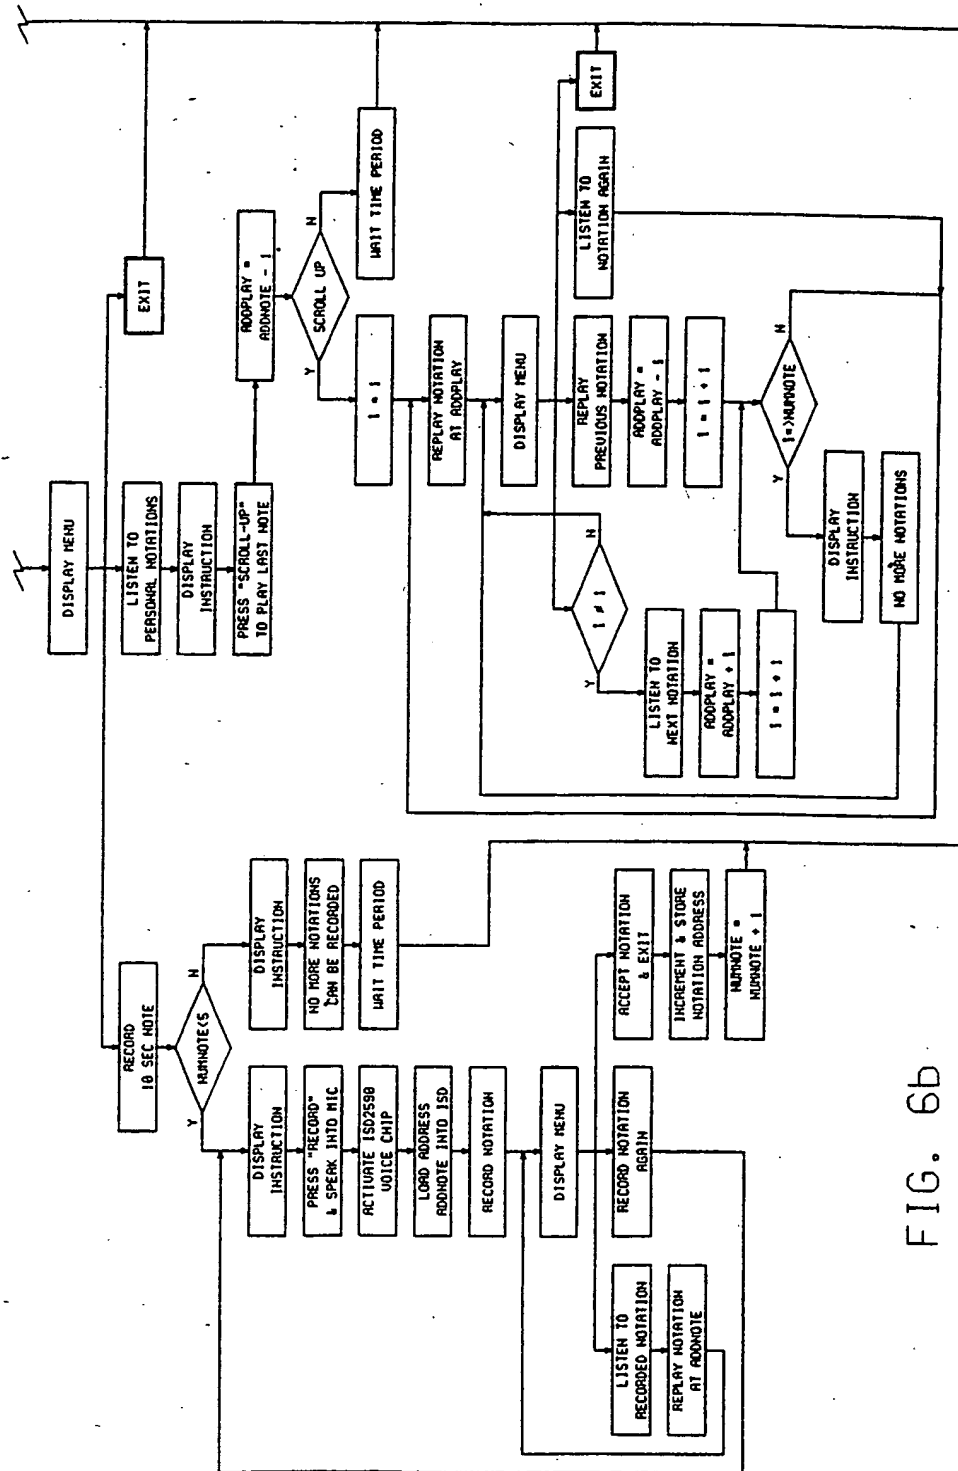 DISPLAY MENU
RECORD
10 SEC NOTE
LISTEN TO
PERSONAL NOTATIONS
EXIT
NUMNOTE<5
Y
N
DISPLAY
INSTRUCTION
PRESS "RECORD"
& SPEAK INTO MIC
ACTIVATE ISD2590
VOICE CHIP
LOAD ADDRESS
ADDNOTE INTO ISD
RECORD NOTATION
DISPLAY MENU
LISTEN TO
RECORDED NOTATION
REPLAY NOTATION
AT ADDNOTE
RECORD NOTATION
AGAIN
ACCEPT NOTATION
& EXIT
INCREMENT & STORE
NOTATION ADDRESS
NUMNOTE =
NUMNOTE + 1
DISPLAY
INSTRUCTION
NO MORE NOTATIONS
CAN BE RECORDED
WAIT TIME PERIOD
DISPLAY
INSTRUCTION
PRESS "SCROLL-UP"
TO PLAY LAST NOTE
ADDPLAY =
ADDNOTE - 1
SCROLL UP
Y
N
WAIT TIME PERIOD
I = 1
REPLAY NOTATION
AT ADDPLAY
DISPLAY MENU
I ≠ 1
Y
N
LISTEN TO
NEXT NOTATION
ADDPLAY =
ADDPLAY + 1
I = I + 1
REPLAY
PREVIOUS NOTATION
ADDPLAY =
ADDPLAY - 1
I = I + 1
LISTEN TO
NOTATION AGAIN
EXIT
I=>NUMNOTE
Y
N
DISPLAY
INSTRUCTION
NO MORE NOTATIONS
FIG. 6b